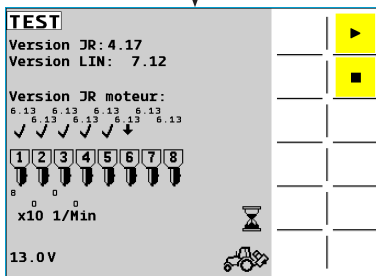 TEST
Version JR: 4.17
Version LIN: 7.12
Version JR moteur:
6.13 6.13 6.13 6.13
6.13 6.13 6.13 6.13
1 2 3 4 5 6 7 8
0 0
0 0
x10 1/Min
13.0V